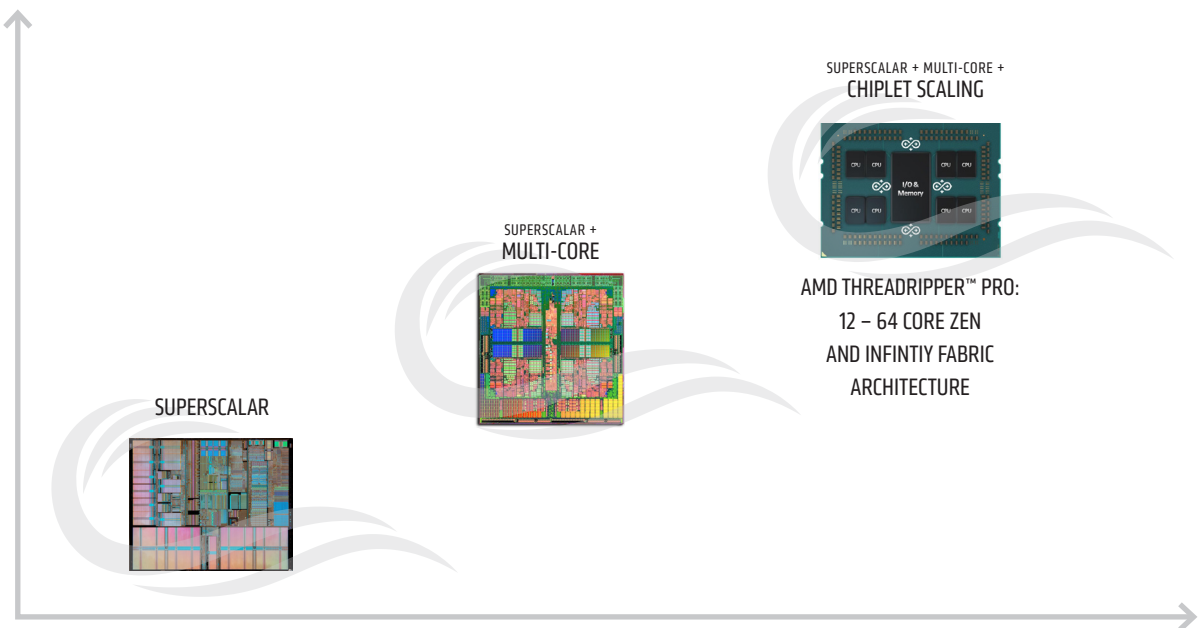 SUPERSCALAR + MULTI-CORE +
CHIPLET SCALING
CPU CPU
CPU CPU
I/O &
Memory
CPU CPU
CPU CPU
AMD THREADRIPPER™ PRO:
12 – 64 CORE ZEN
AND INFINTIY FABRIC
ARCHITECTURE
SUPERSCALAR +
MULTI-CORE
SUPERSCALAR